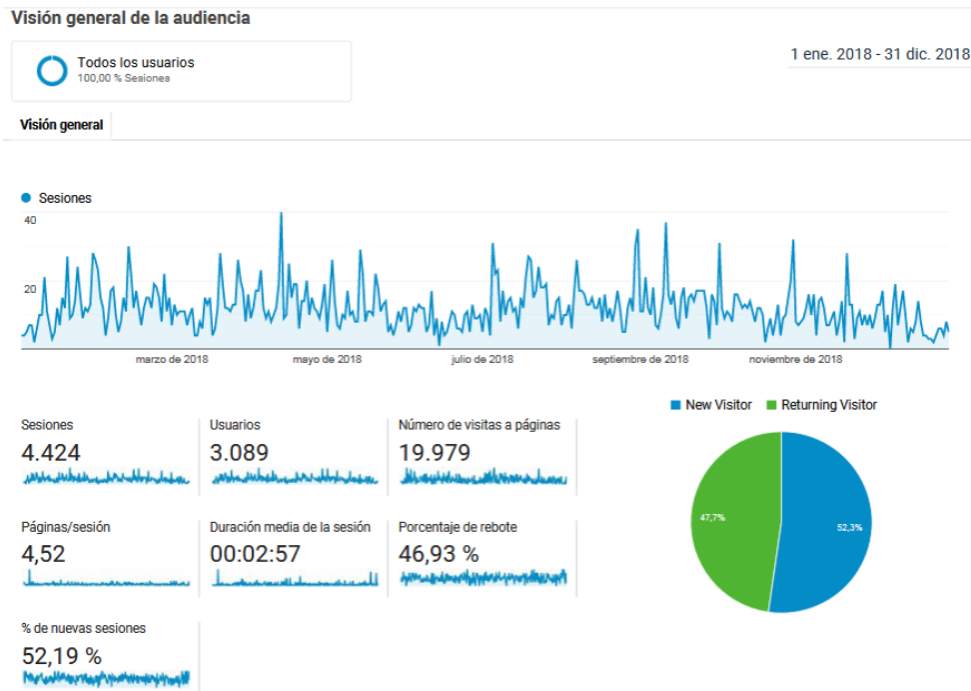 Visión general de la audiencia
Todos los usuarios
100,00 % Sesiones
1 ene. 2018 - 31 dic. 2018
Visión general
Sesiones
40
20
marzo de 2018
mayo de 2018
julio de 2018
septiembre de 2018
noviembre de 2018
New Visitor
Returning Visitor
Sesiones
4.424
Usuarios
3.089
Número de visitas a páginas
19.979
Páginas/sesión
4,52
Duración media de la sesión
00:02:57
Porcentaje de rebote
46,93 %
% de nuevas sesiones
52,19 %
47,7%
52,3%